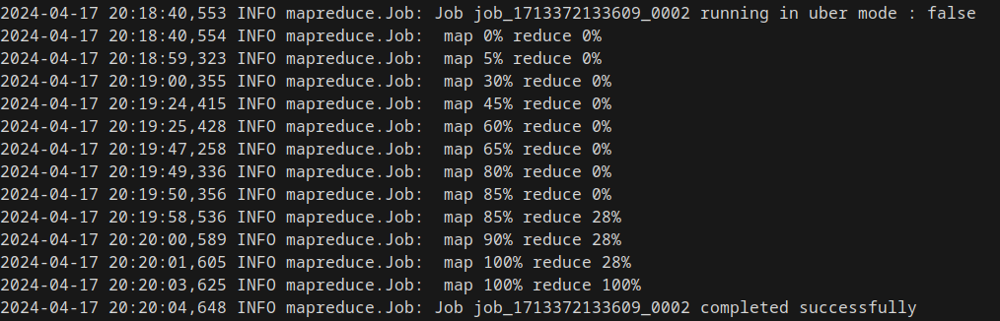 2024-04-17 20:18:40,553 INFO mapreduce.Job: Job job_1713372133609_0002 running in uber mode : false
2024-04-17 20:18:40,554 INFO mapreduce.Job:  map 0% reduce 0%
2024-04-17 20:18:59,323 INFO mapreduce.Job:  map 5% reduce 0%
2024-04-17 20:19:00,355 INFO mapreduce.Job:  map 30% reduce 0%
2024-04-17 20:19:24,415 INFO mapreduce.Job:  map 45% reduce 0%
2024-04-17 20:19:25,428 INFO mapreduce.Job:  map 60% reduce 0%
2024-04-17 20:19:47,258 INFO mapreduce.Job:  map 65% reduce 0%
2024-04-17 20:19:49,336 INFO mapreduce.Job:  map 80% reduce 0%
2024-04-17 20:19:50,356 INFO mapreduce.Job:  map 85% reduce 0%
2024-04-17 20:19:58,536 INFO mapreduce.Job:  map 85% reduce 28%
2024-04-17 20:20:00,589 INFO mapreduce.Job:  map 90% reduce 28%
2024-04-17 20:20:01,605 INFO mapreduce.Job:  map 100% reduce 28%
2024-04-17 20:20:03,625 INFO mapreduce.Job:  map 100% reduce 100%
2024-04-17 20:20:04,648 INFO mapreduce.Job: Job job_1713372133609_0002 completed successfully